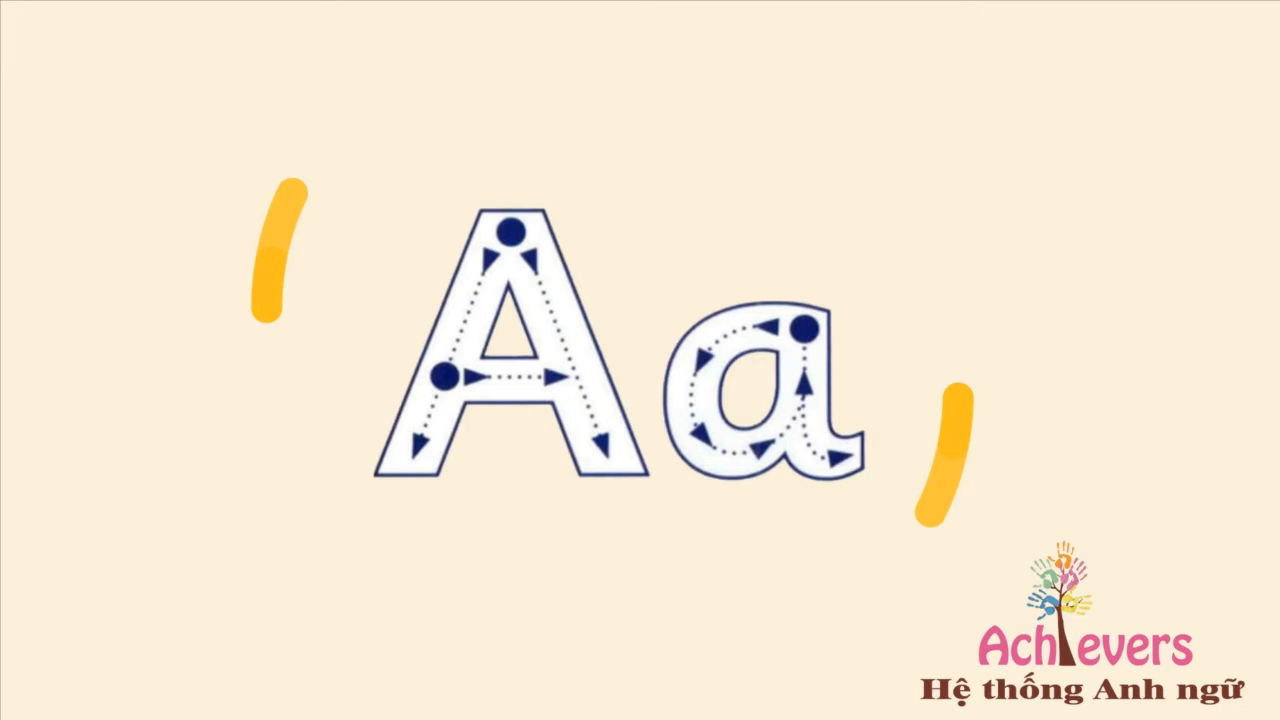 Aa
Achievers
Hệ thống Anh ngữ